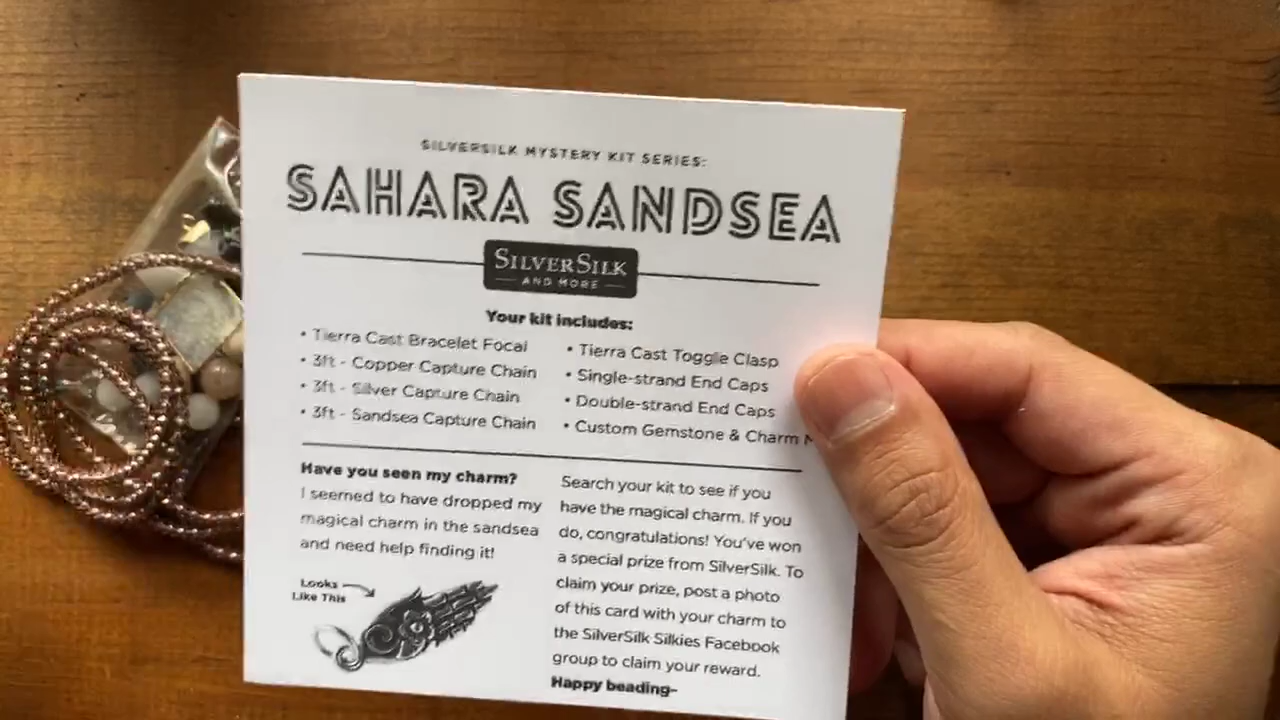 SILVERSILK MYSTERY KIT SERIES:
SAHARA SANDSEA
SILVERSILK
AND MORE
Your kit includes:
• Tierra Cast Bracelet Focal
• 3ft - Copper Capture Chain
• 3ft - Silver Capture Chain
• 3ft - Sandsea Capture Chain
• Tierra Cast Toggle Clasp
• Single-strand End Caps
• Double-strand End Caps
• Custom Gemstone & Charm
Have you seen my charm?
I seemed to have dropped my
magical charm in the sandsea
and need help finding it!
Looks
Like This
Search your kit to see if you
have the magical charm. If you
do, congratulations! You've won
a special prize from SilverSilk. To
claim your prize, post a photo
of this card with your charm to
the SilverSilk Silkies Facebook
group to claim your reward.
Happy beading-